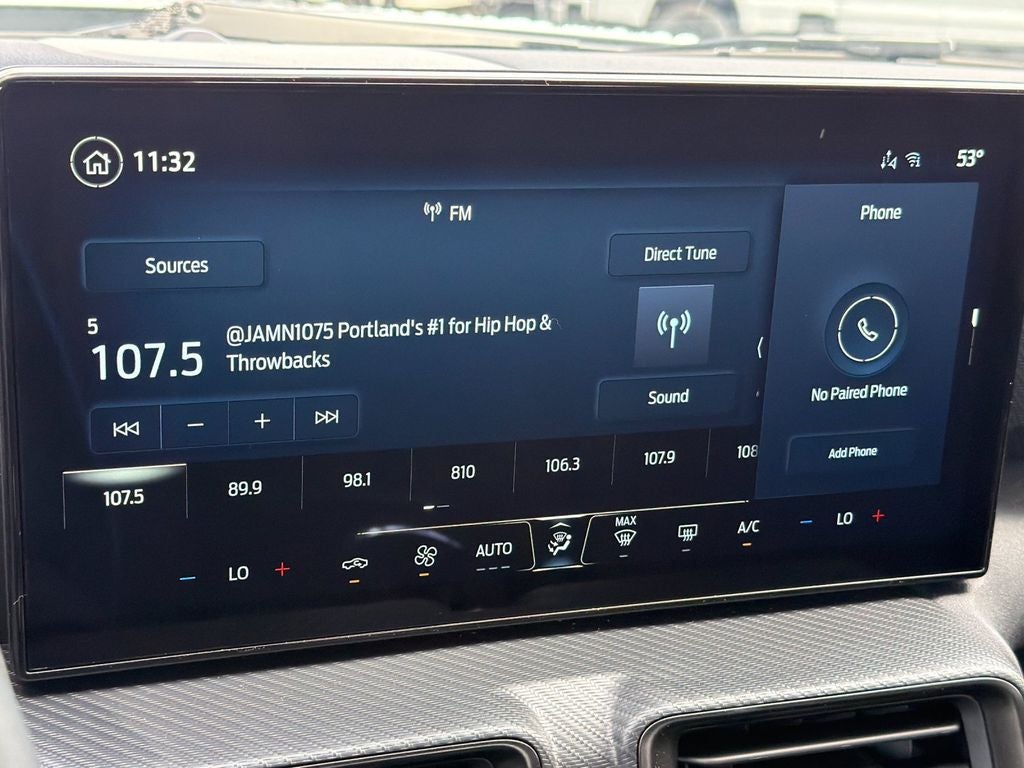 11:32
53°
FM
Phone
Sources
Direct Tune
5
107.5
@JAMN1075 Portland's #1 for Hip Hop &
Throwbacks
No Paired Phone
Sound
Add Phone
107.5
89.9
98.1
810
106.3
107.9
108
LO
AUTO
MAX
A/C
LO